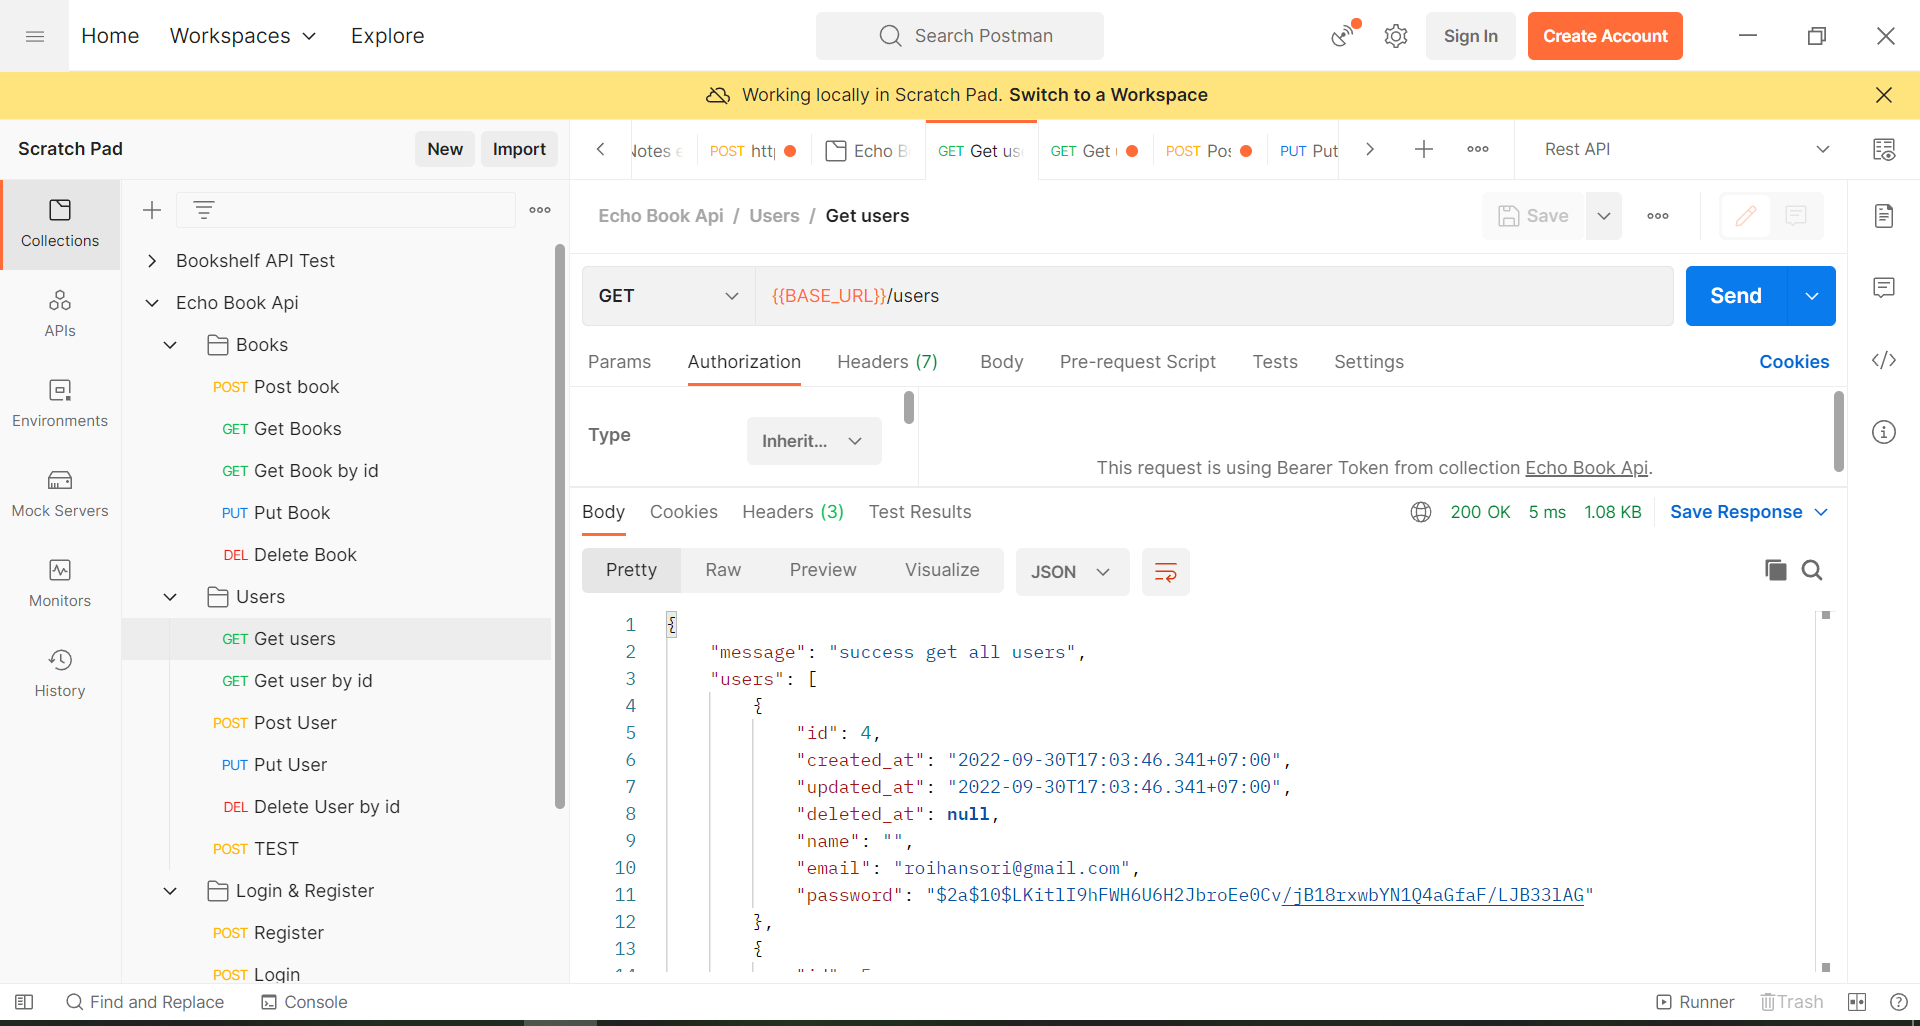 Home Workspaces Explore Search Postman Sign In Create Account
Working locally in Scratch Pad. Switch to a Workspace
Scratch Pad New Import
POST Echo B GET Get us GET Get POST Pos PUT Put Rest API
Collections
APIs
Environments
Mock Servers
Monitors
History
Bookshelf API Test
Echo Book Api
Books
POST Post book
GET Get Books
GET Get Book by id
PUT Put Book
DEL Delete Book
Users
GET Get users
GET Get user by id
POST Post User
PUT Put User
DEL Delete User by id
POST TEST
Login & Register
POST Register
POST Login
Echo Book Api / Users / Get users Save
GET {{BASE_URL}}/users Send
Params Authorization Headers (7) Body Pre-request Script Tests Settings Cookies
Type Inherit...
This request is using Bearer Token from collection Echo Book Api.
Body Cookies Headers (3) Test Results 200 OK 5 ms 1.08 KB Save Response
Pretty Raw Preview Visualize JSON
1 {
2 "message": "success get all users",
3 "users": [
4 {
5 "id": 4,
6 "created_at": "2022-09-30T17:03:46.341+07:00",
7 "updated_at": "2022-09-30T17:03:46.341+07:00",
8 "deleted_at": null,
9 "name": "",
10 "email": "roihansori@gmail.com",
11 "password": "$2a$10$LKitlI9hFWH6U6H2JbroEe0Cv/jB18rxwbYN1Q4aGfaF/LJB33lAG"
12 },
13 {
Find and Replace Console Runner Trash